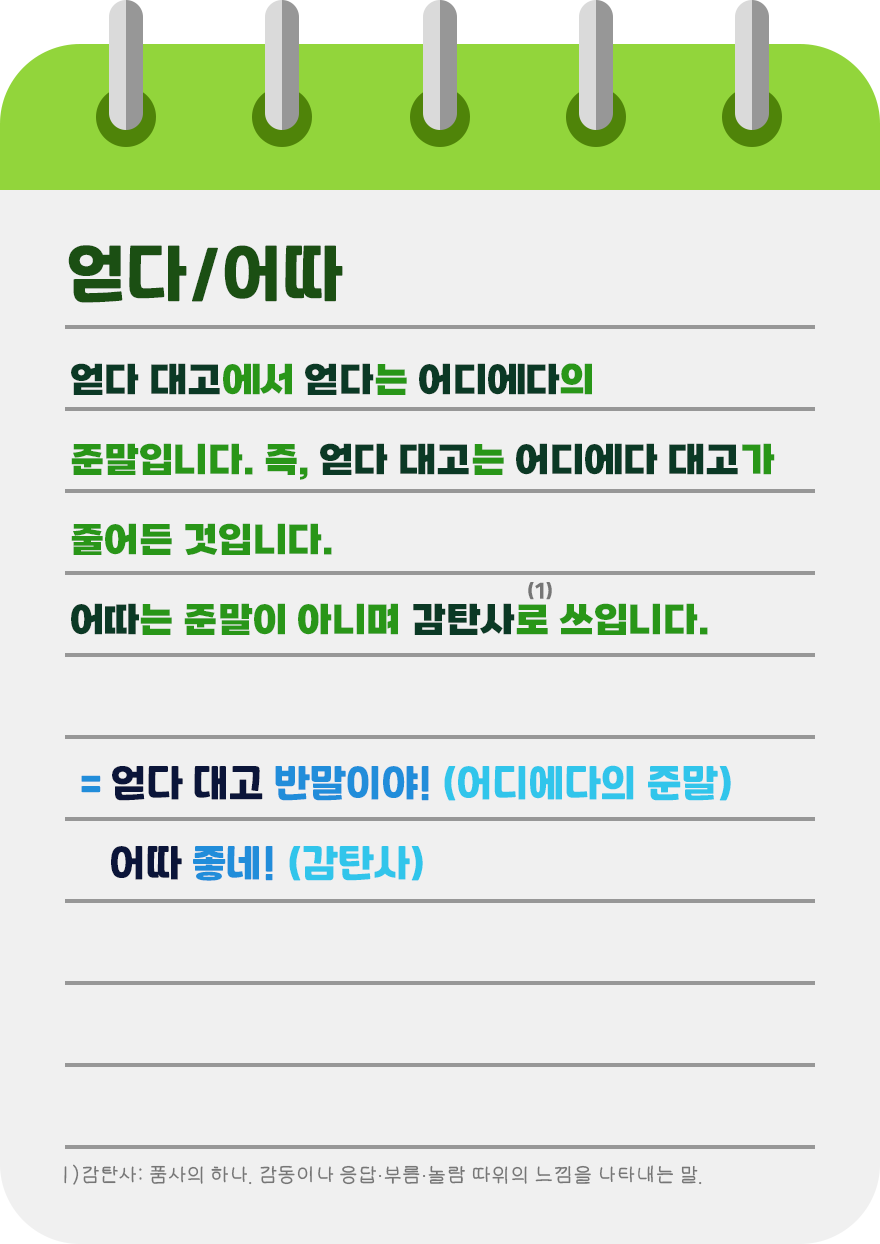 얻다/어따
얻다 대고에서 얻다는 어디에다의
준말입니다. 즉, 얻다 대고는 어디에다 대고가
줄어든 것입니다.
(1)
어따는 준말이 아니며 감탄사로 쓰입니다.
= 얻다 대고 반말이야! (어디에다의 준말)
어따 좋네! (감탄사)
1)감탄사: 품사의 하나. 감동이나 응답·부름·놀람 따위의 느낌을 나타내는 말.